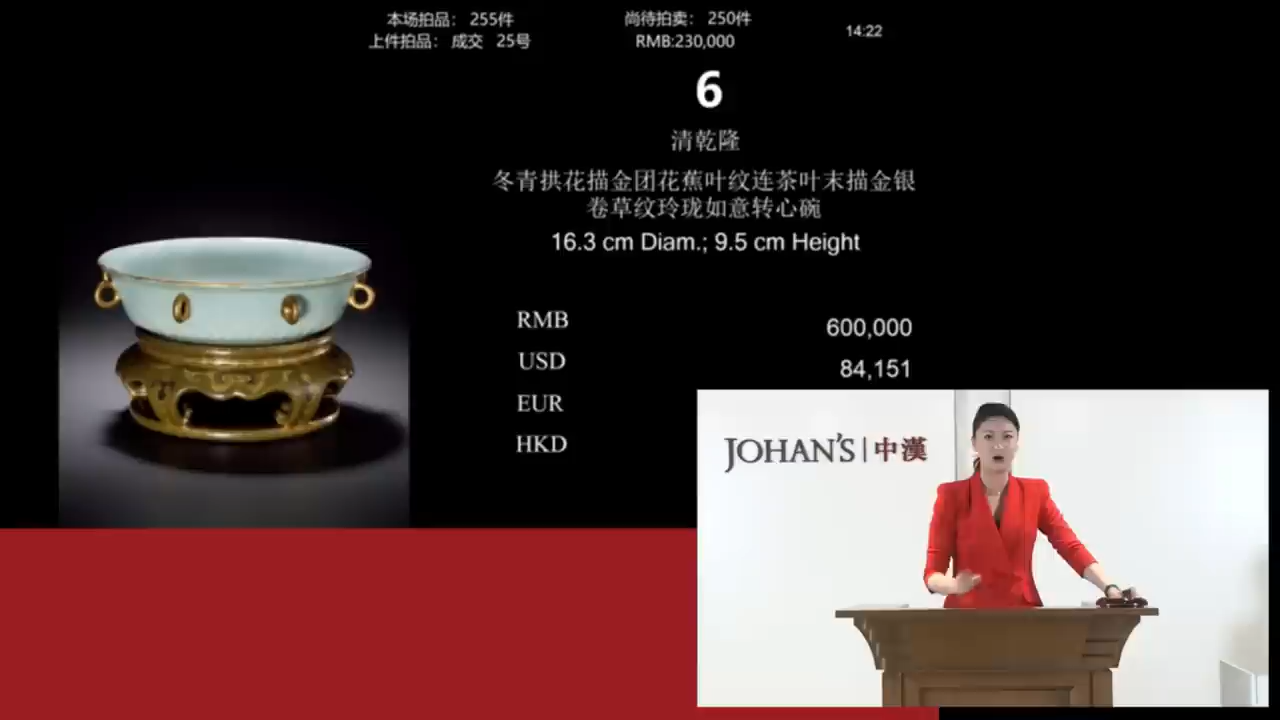 本场拍品： 255件
尚待拍卖： 250件
上件拍品： 成交 25号
RMB:230,000
14:22
6
清乾隆
冬青拱花描金团花蕉叶纹连茶叶末描金银
卷草纹玲珑如意转心碗
16.3 cm Diam.; 9.5 cm Height
RMB 600,000
USD 84,151
EUR
HKD
JOHAN'S | 中漢